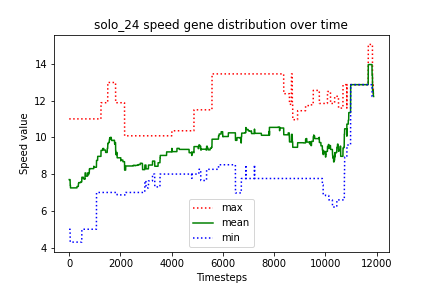 solo_24 speed gene distribution over time
Speed value
14
12
10
8
6
4
max
mean
min
0
2000
4000
6000
8000
10000
12000
Timesteps